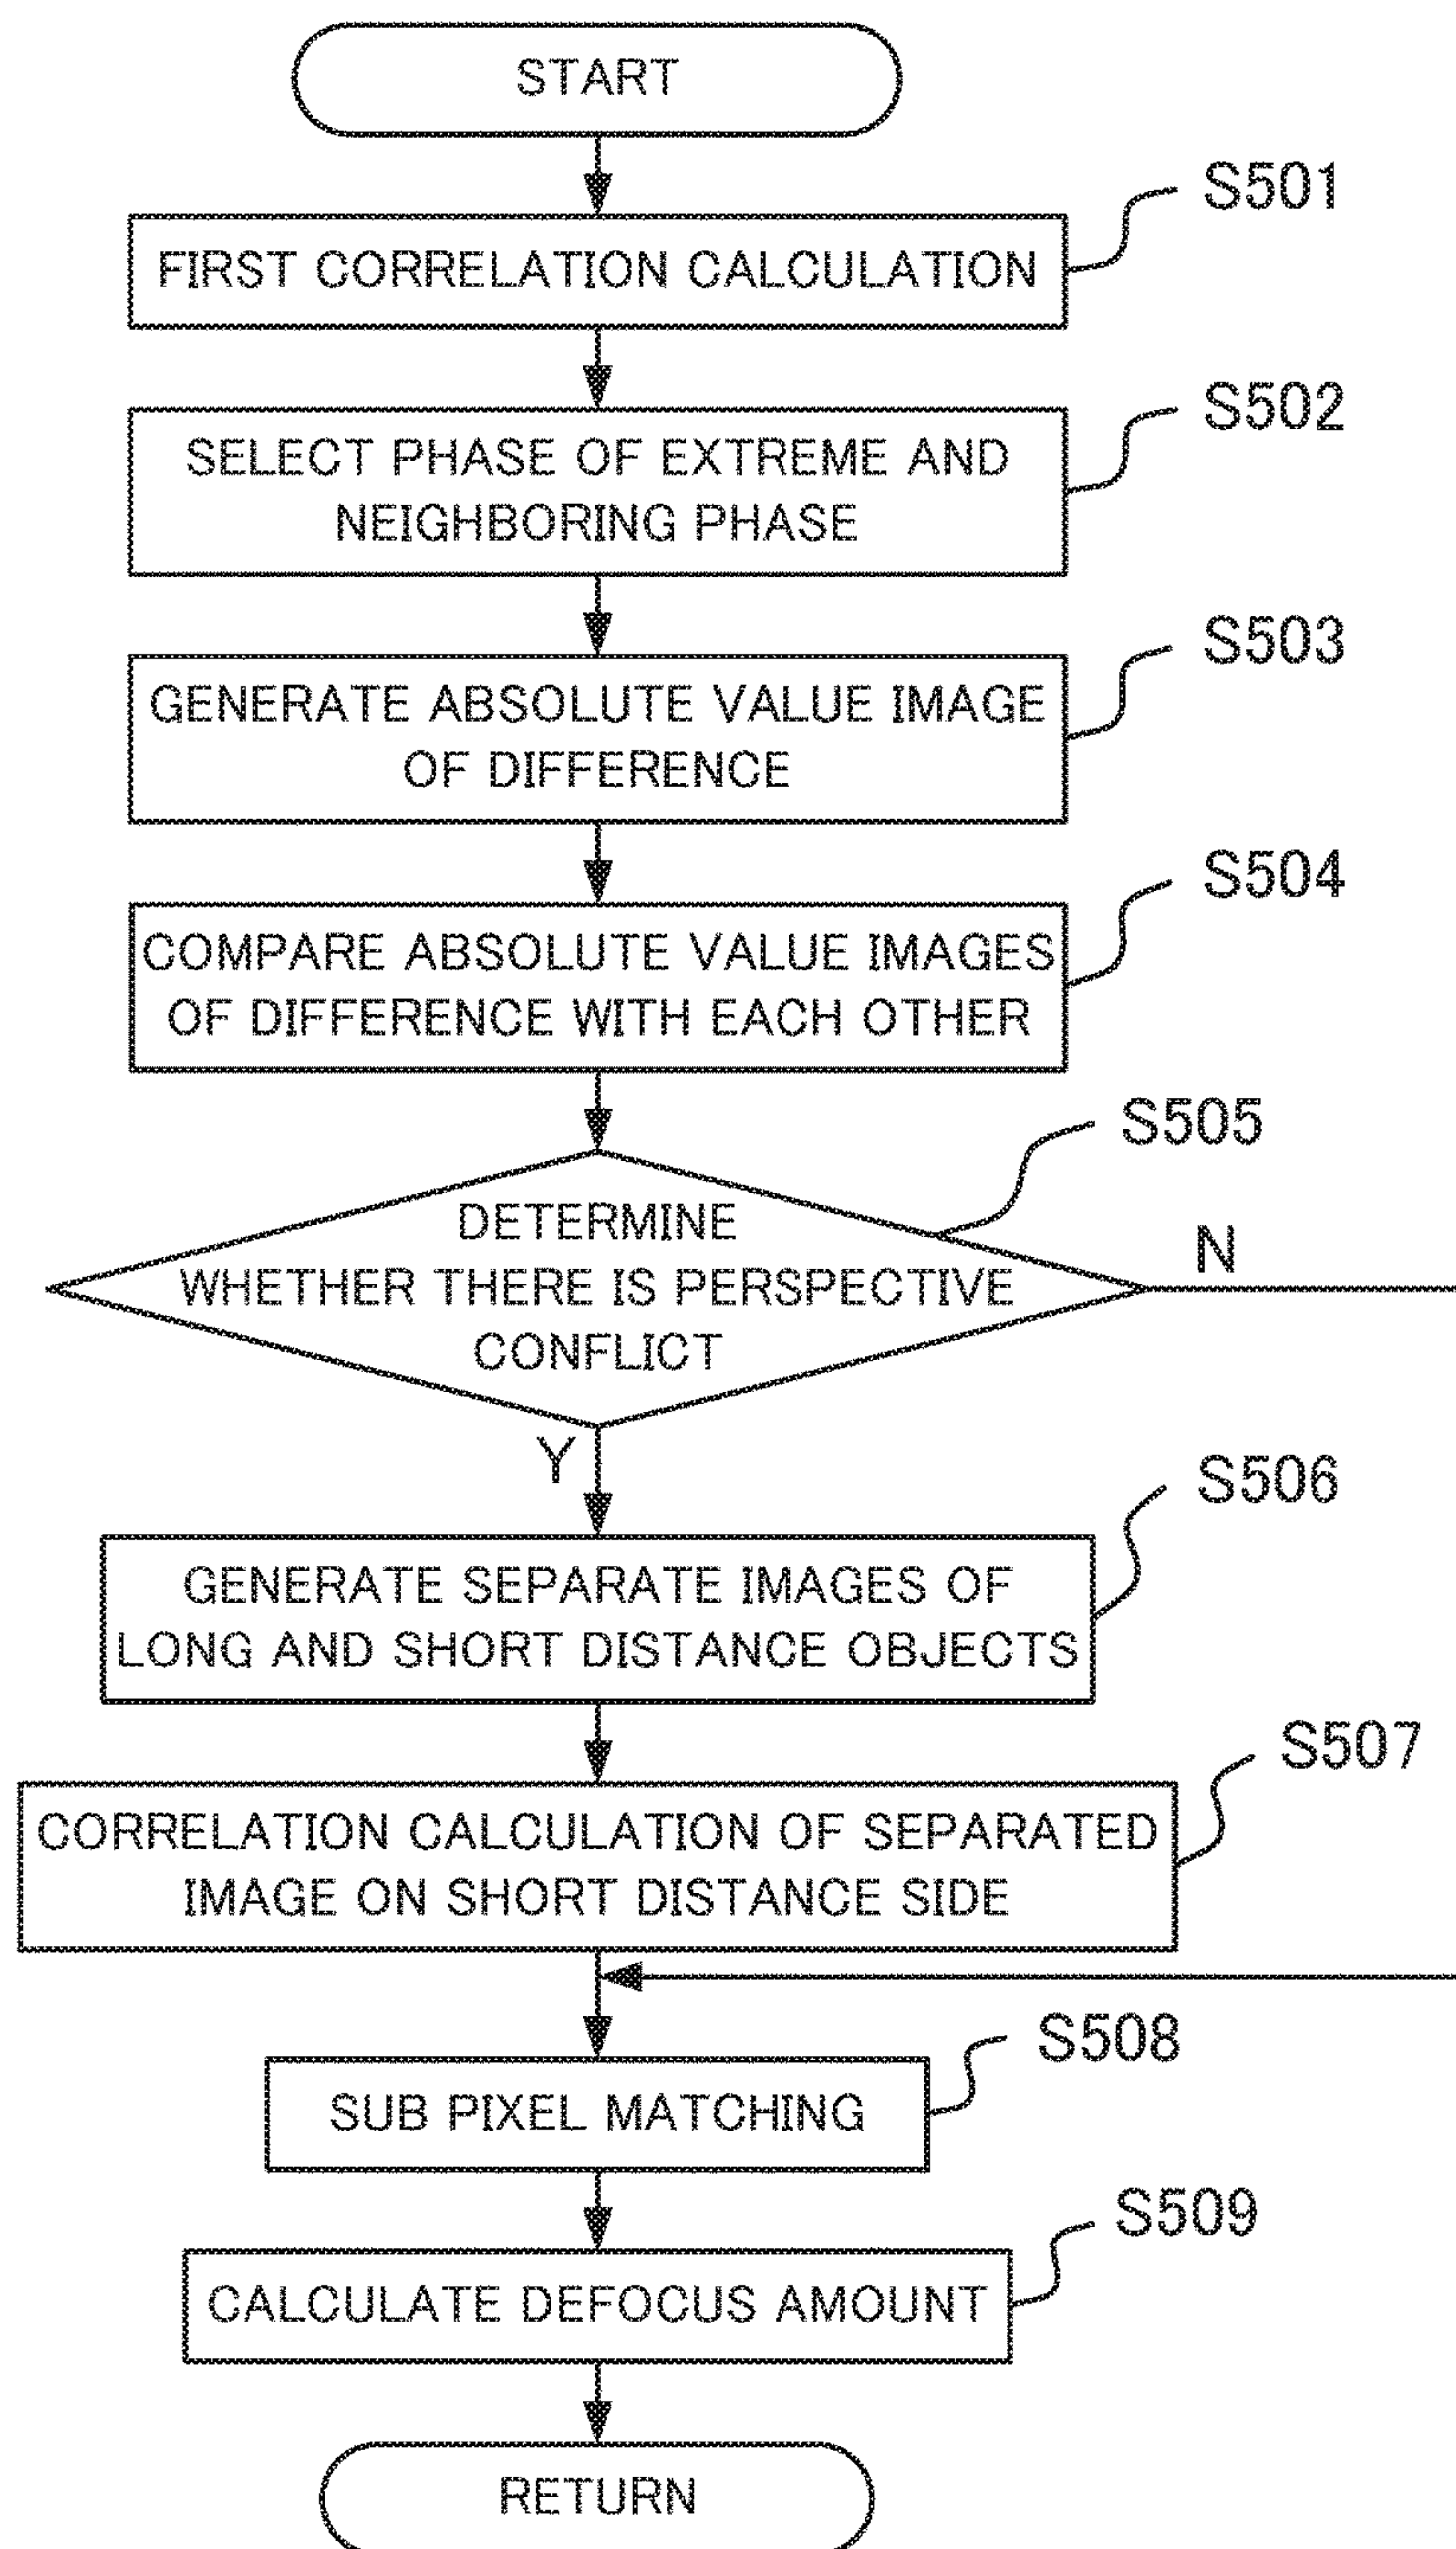 START
S501
FIRST CORRELATION CALCULATION
S502
SELECT PHASE OF EXTREME AND
NEIGHBORING PHASE
S503
GENERATE ABSOLUTE VALUE IMAGE
OF DIFFERENCE
S504
COMPARE ABSOLUTE VALUE IMAGES
OF DIFFERENCE WITH EACH OTHER
S505
DETERMINE
WHETHER THERE IS PERSPECTIVE
CONFLICT
N
Y
S506
GENERATE SEPARATE IMAGES OF
LONG AND SHORT DISTANCE OBJECTS
S507
CORRELATION CALCULATION OF SEPARATED
IMAGE ON SHORT DISTANCE SIDE
S508
SUB PIXEL MATCHING
S509
CALCULATE DEFOCUS AMOUNT
RETURN